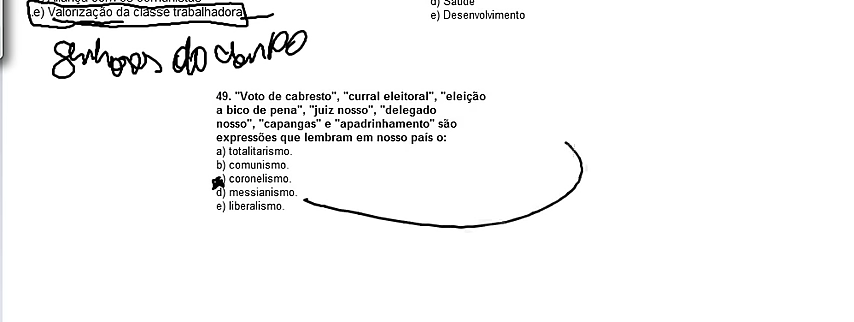 e) Valorização da classe trabalhadora
d) Saúde
e) Desenvolvimento
senhores do campo
49. "Voto de cabresto", "curral eleitoral", "eleição
a bico de pena", "juiz nosso", "delegado
nosso", "capangas" e "apadrinhamento" são
expressões que lembram em nosso país o:
a) totalitarismo.
b) comunismo.
c) coronelismo.
d) messianismo.
e) liberalismo.